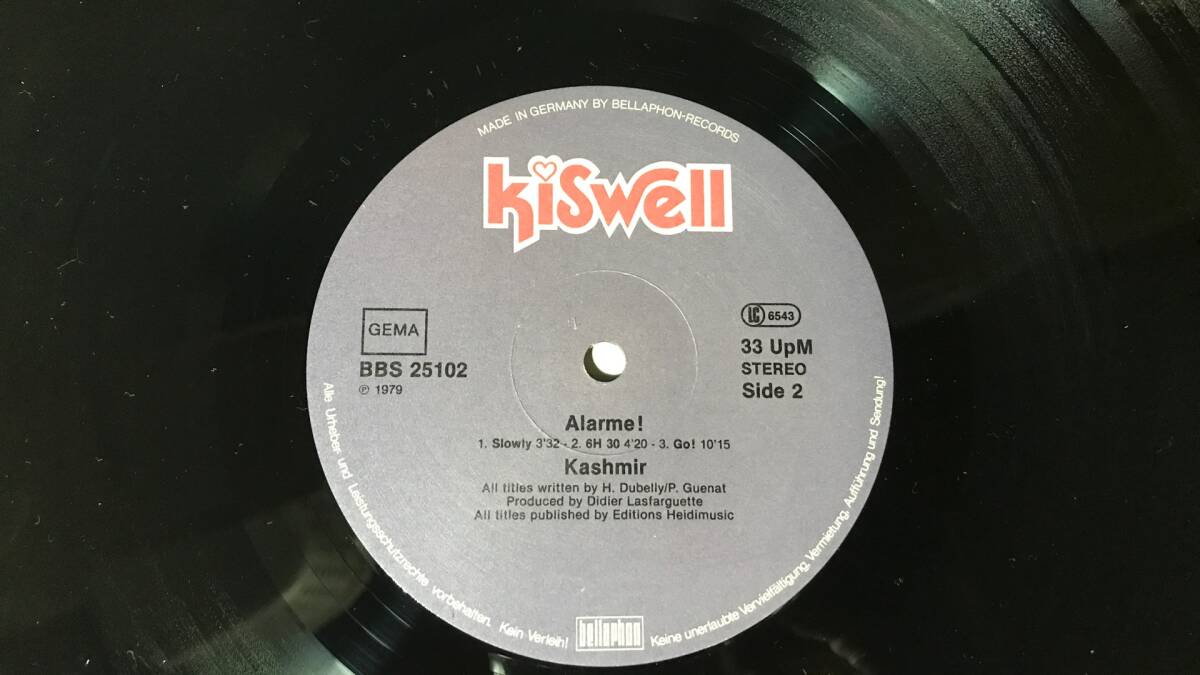 MADE IN GERMANY BY BELLAPHON-RECORDS
kiswell
GEMA
BBS 25102
℗ 1979
LC 6543
33 UpM
STEREO
Side 2
Alarme!
1. Slowly 3'32 - 2. 6H 30 4'20 - 3. Go! 10'15
Kashmir
All titles written by H. Dubelly/P. Guenat
Produced by Didier Lasfarguette
All titles published by Editions Heidimusic
Alle Urheber- und Leistungsschutzrechte vorbehalten. Kein Verleih!
bellaphon
Keine unerlaubte Vervielfältigung, Vermietung, Aufführung und Sendung!